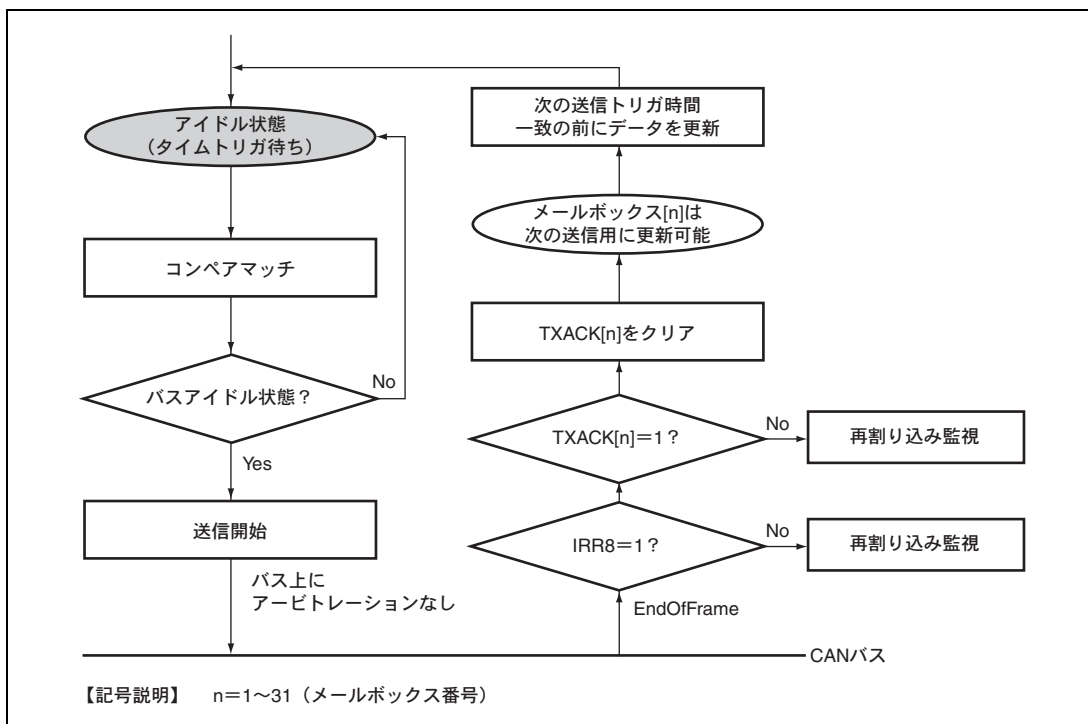 アイドル状態
（タイムトリガ待ち）
コンペアマッチ
バスアイドル状態？
No
Yes
送信開始
バス上に
アービトレーションなし
次の送信トリガ時間
一致の前にデータを更新
メールボックス[n]は
次の送信用に更新可能
TXACK[n]をクリア
TXACK[n]＝1？
No
再割り込み監視
IRR8＝1？
No
再割り込み監視
EndOfFrame
CANバス
【記号説明】 n＝1〜31（メールボックス番号）